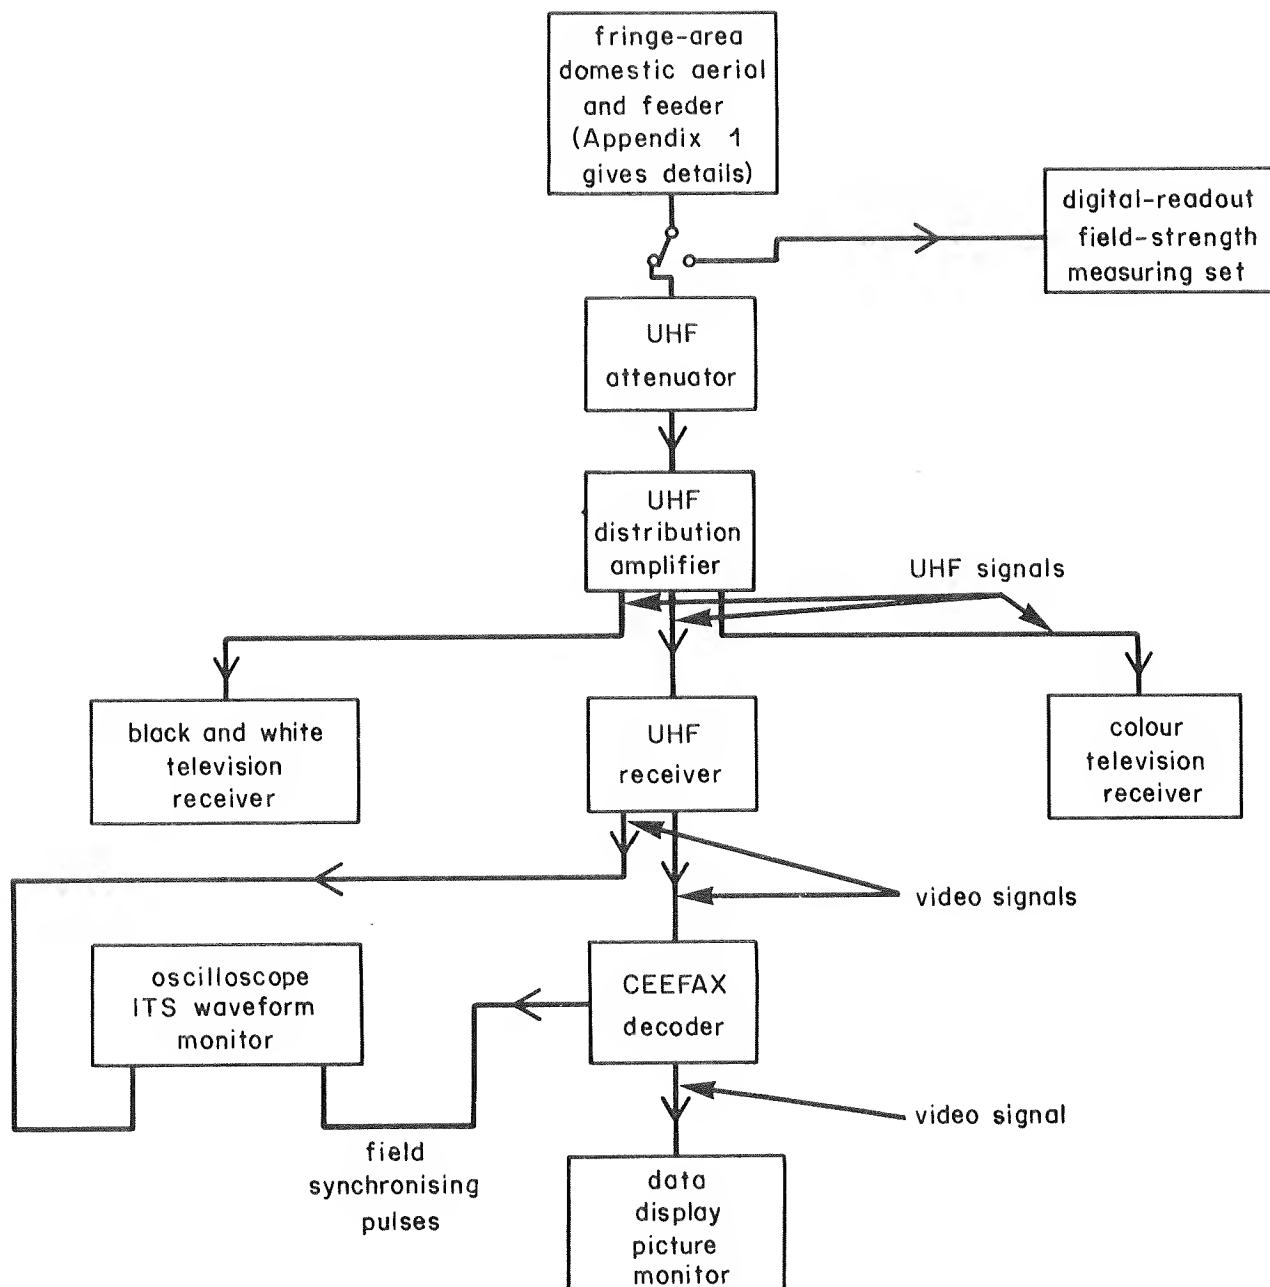 fringe-area
domestic aerial
and feeder
(Appendix 1
gives details)
digital-readout
field-strength
measuring set
UHF
attenuator
UHF
distribution
amplifier
UHF signals
black and white
television
receiver
UHF
receiver
colour
television
receiver
video signals
oscilloscope
ITS waveform
monitor
CEEFAX
decoder
video signal
field
synchronising
pulses
data
display
picture
monitor